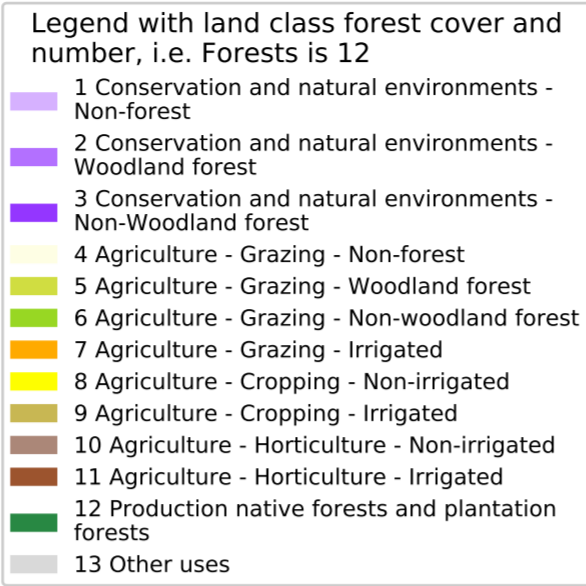 Legend with land class forest cover and
number, i.e. Forests is 12
1 Conservation and natural environments -
Non-forest
2 Conservation and natural environments -
Woodland forest
3 Conservation and natural environments -
Non-Woodland forest
4 Agriculture - Grazing - Non-forest
5 Agriculture - Grazing - Woodland forest
6 Agriculture - Grazing - Non-woodland forest
7 Agriculture - Grazing - Irrigated
8 Agriculture - Cropping - Non-irrigated
9 Agriculture - Cropping - Irrigated
10 Agriculture - Horticulture - Non-irrigated
11 Agriculture - Horticulture - Irrigated
12 Production native forests and plantation
forests
13 Other uses